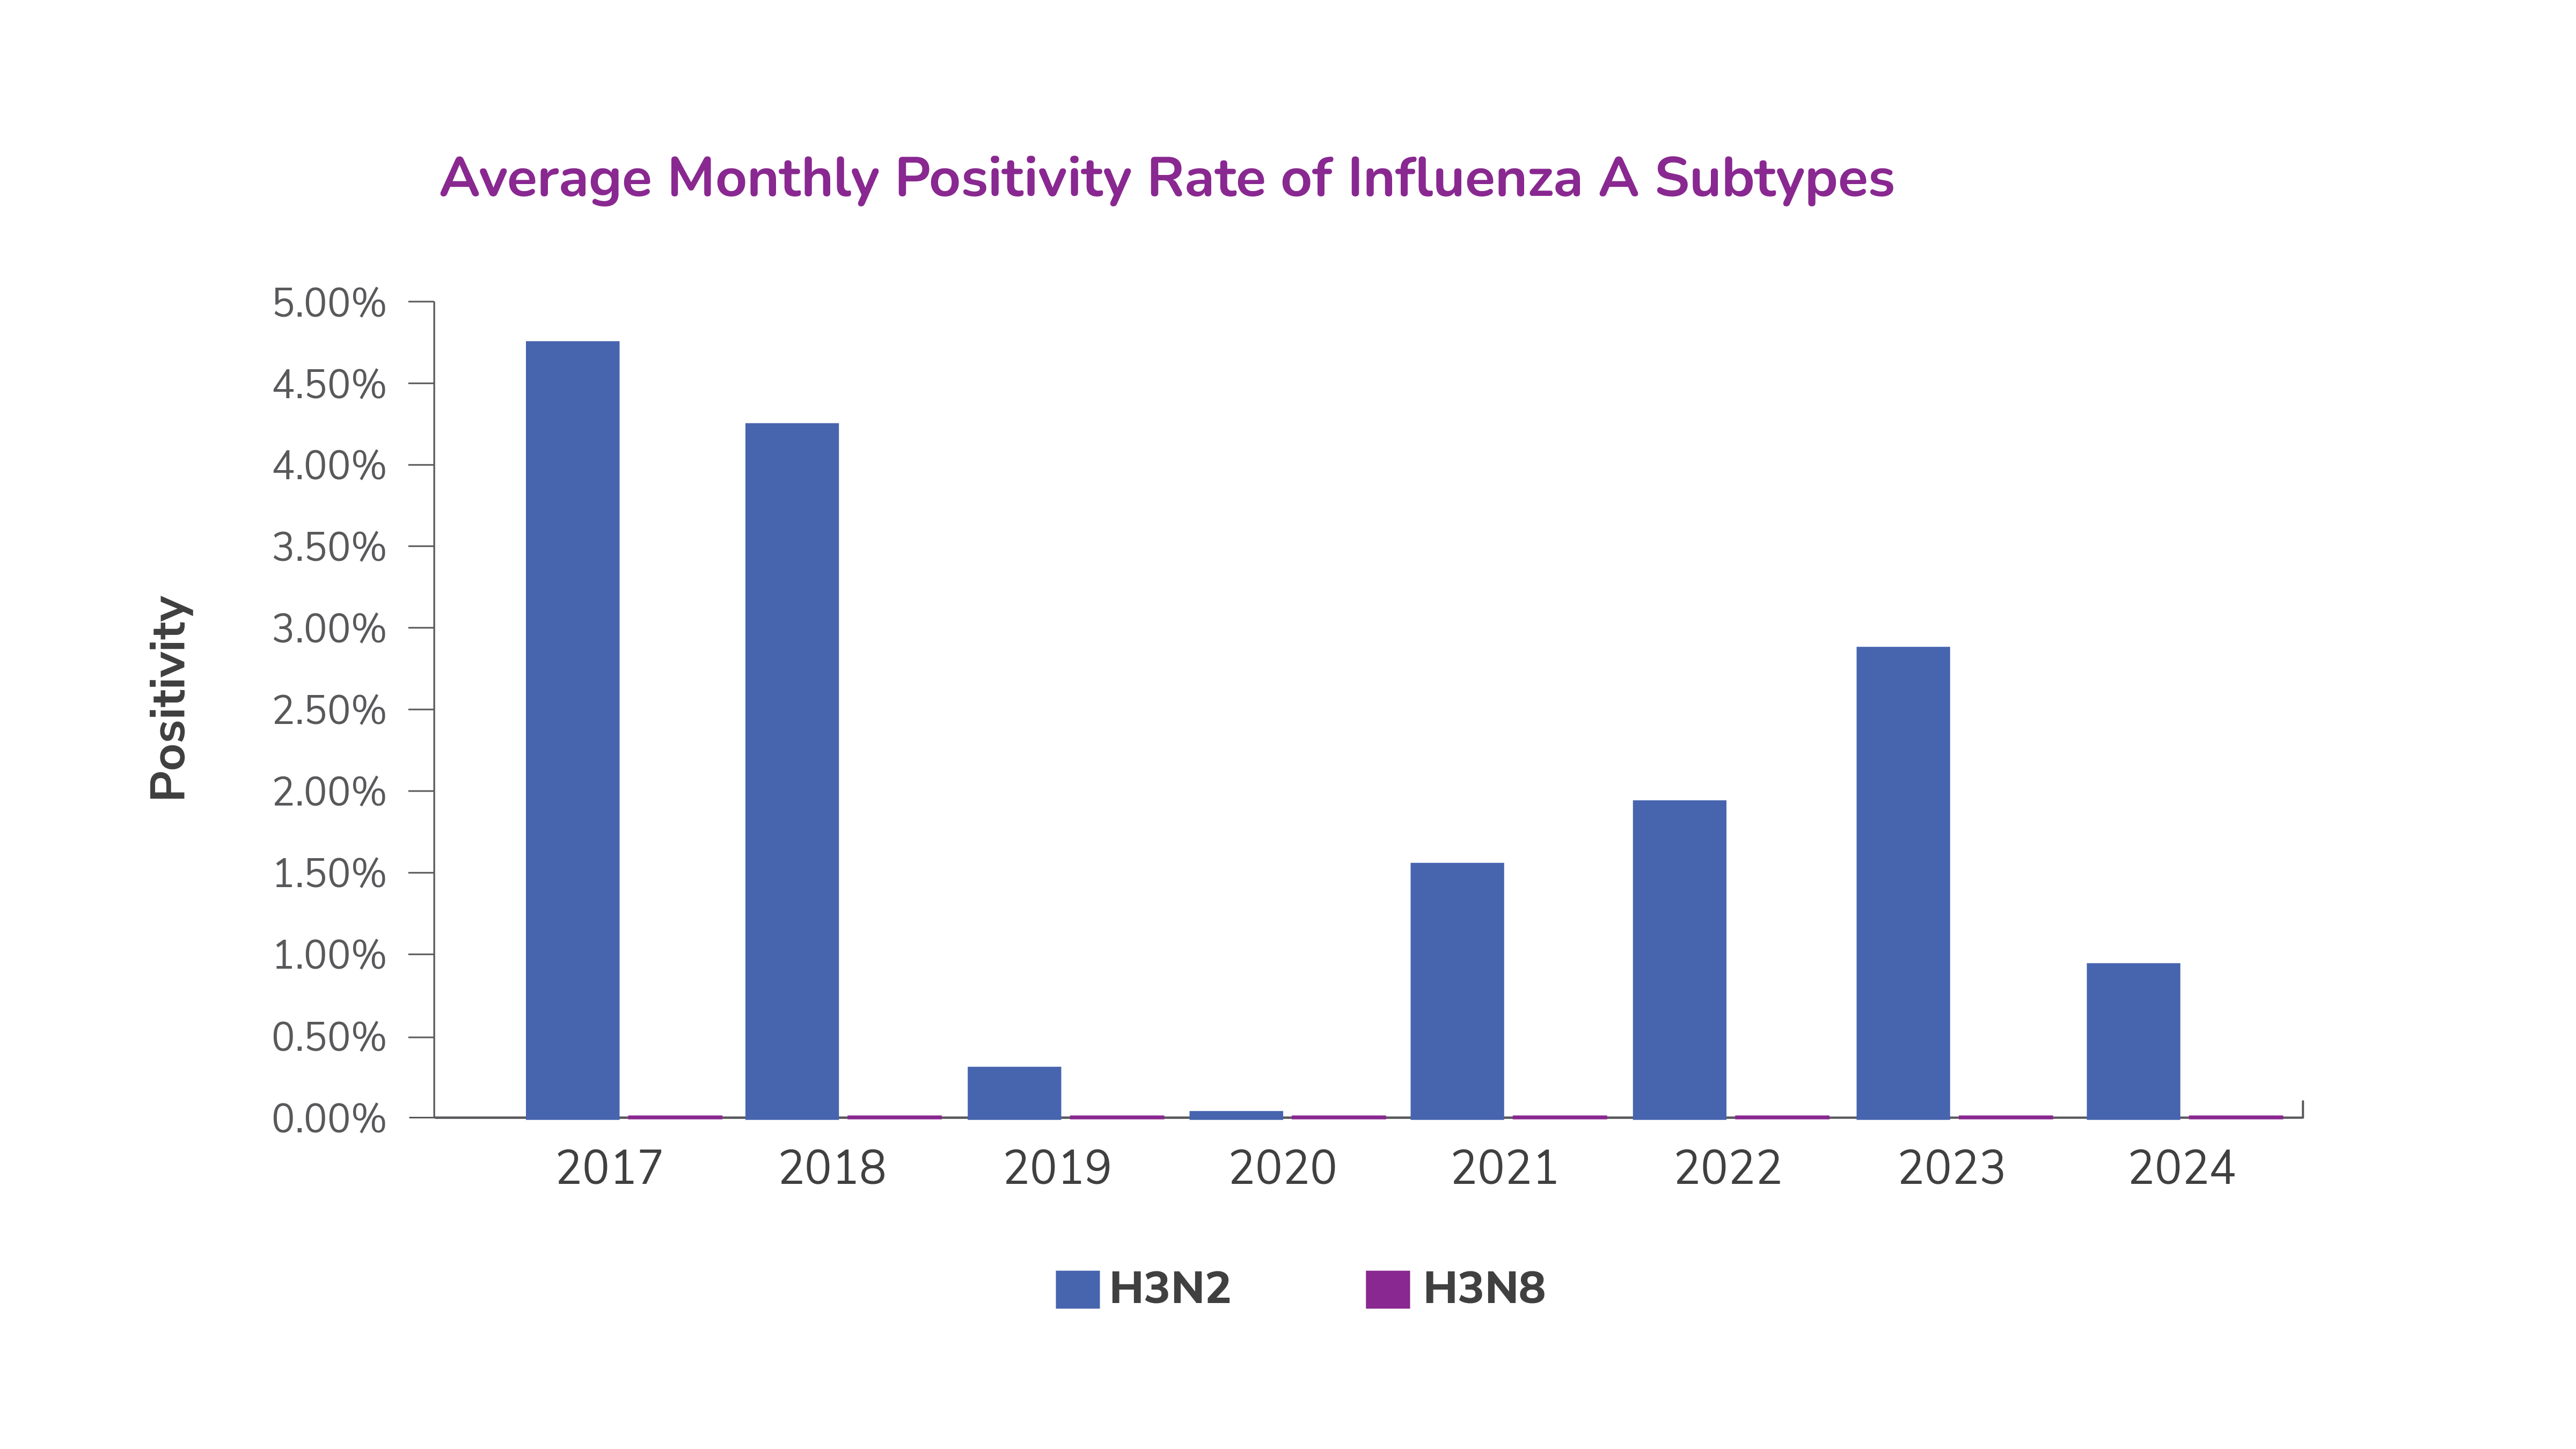 Average Monthly Positivity Rate of Influenza A Subtypes
Positivity
5.00%
4.50%
4.00%
3.50%
3.00%
2.50%
2.00%
1.50%
1.00%
0.50%
0.00%
2017 2018 2019 2020 2021 2022 2023 2024
H3N2 H3N8